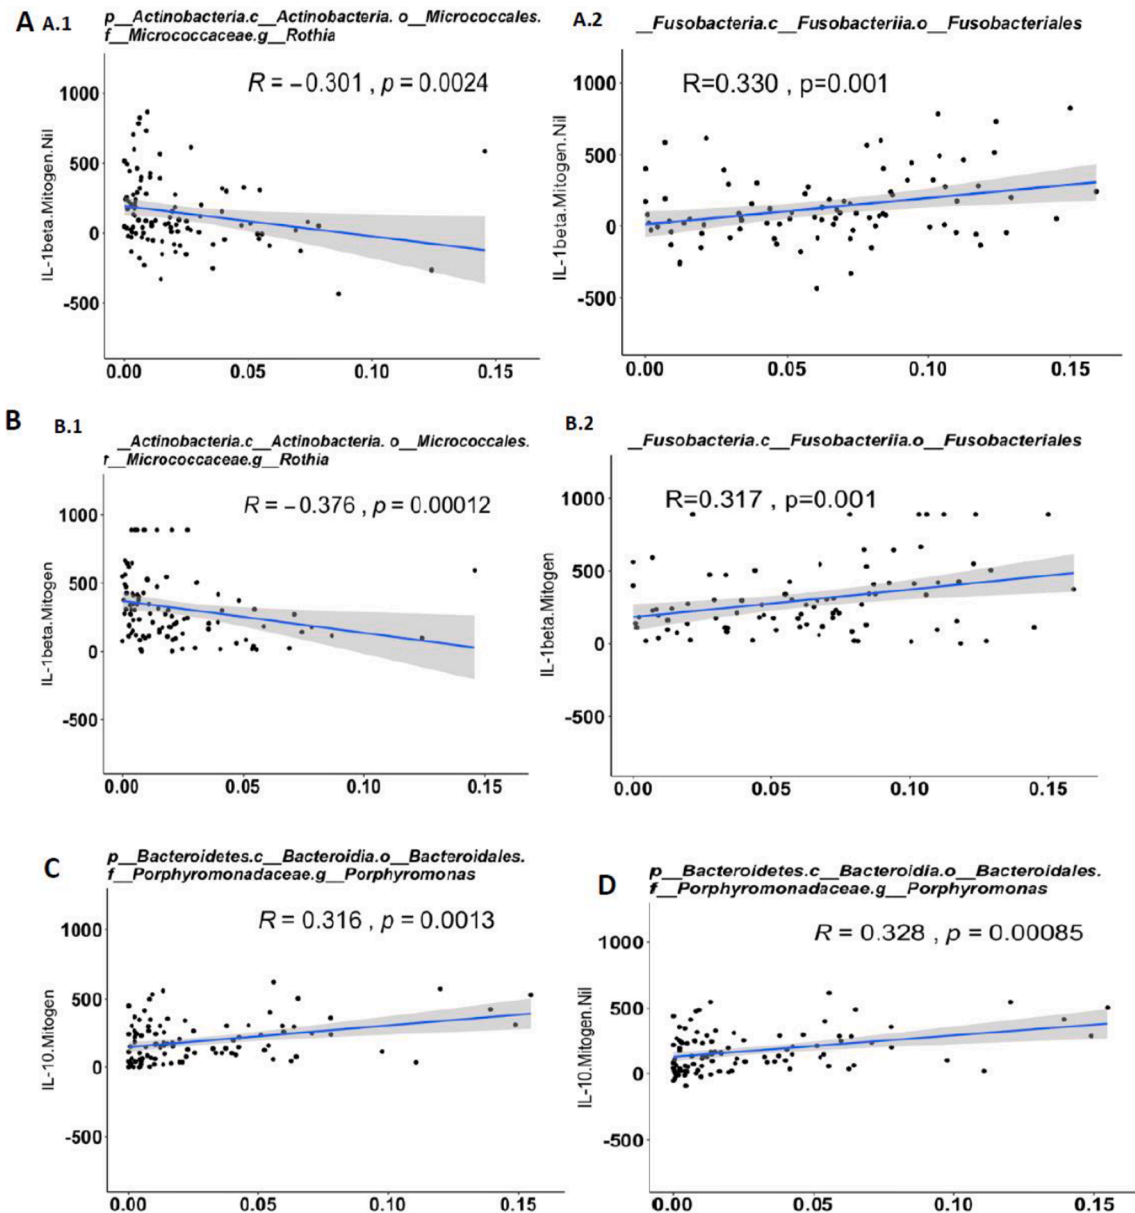 A A.1
p__Actinobacteria.c__Actinobacteria. o__Micrococcales.
f__Micrococcaceae.g__Rothia
R = −0.301 , p = 0.0024
IL-1beta.Mitogen.Nil
1000
500
0
-500
0.00 0.05 0.10 0.15
A.2
__Fusobacteria.c__Fusobacteriia.o__Fusobacteriales
R=0.330 , p=0.001
IL-1beta.Mitogen.Nil
1000
500
0
-500
0.00 0.05 0.10 0.15
B B.1
__Actinobacteria.c__Actinobacteria. o__Micrococcales.
f__Micrococcaceae.g__Rothia
R = −0.376 , p = 0.00012
IL-1beta.Mitogen
1000
500
0
-500
0.00 0.05 0.10 0.15
B.2
__Fusobacteria.c__Fusobacteriia.o__Fusobacteriales
R=0.317 , p=0.001
IL-1beta.Mitogen
1000
500
0
-500
0.00 0.05 0.10 0.15
C
p__Bacteroidetes.c__Bacteroidia.o__Bacteroidales.
f__Porphyromonadaceae.g__Porphyromonas
R = 0.316 , p = 0.0013
IL-10.Mitogen
1000
500
0
-500
0.00 0.05 0.10 0.15
D
p__Bacteroidetes.c__Bacteroidia.o__Bacteroidales.
f__Porphyromonadaceae.g__Porphyromonas
R = 0.328 , p = 0.00085
IL-10.Mitogen.Nil
1000
500
0
-500
0.00 0.05 0.10 0.15